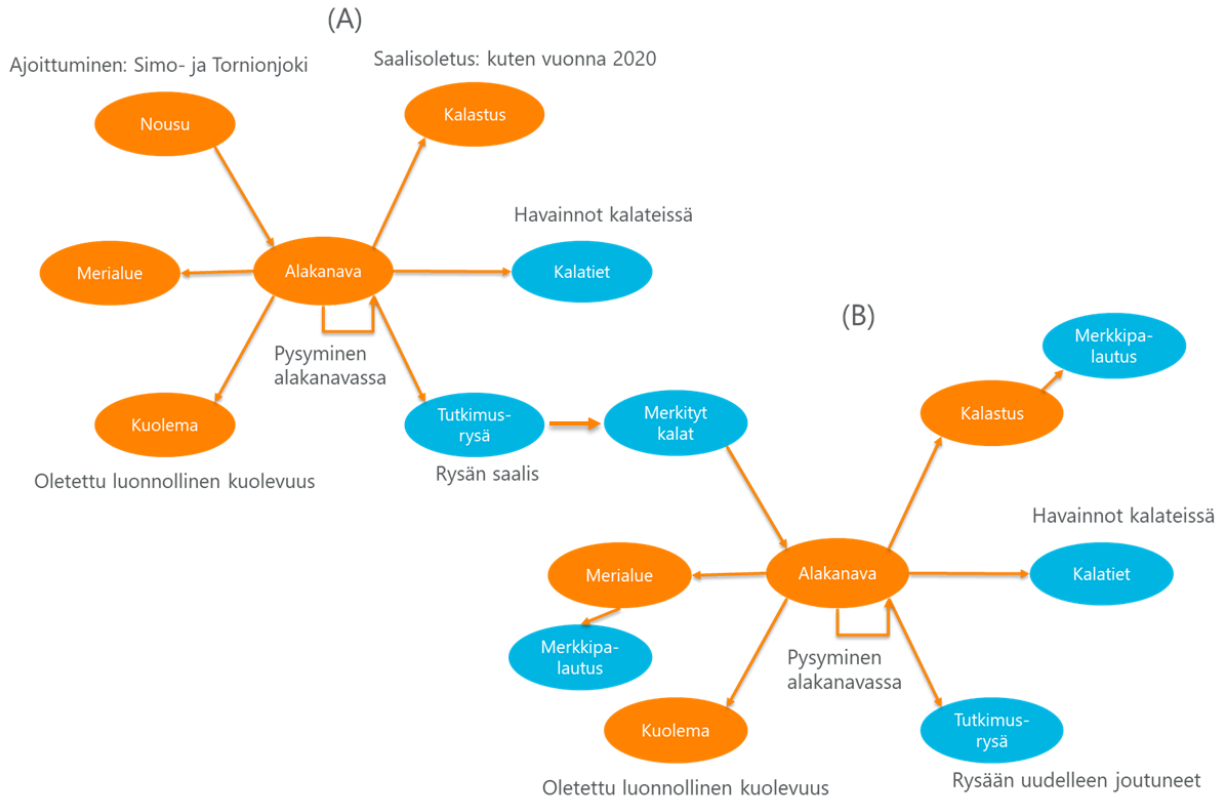 (A)
Ajoittuminen: Simo- ja Tornionjoki
Saalisoletus: kuten vuonna 2020
Nousu
Kalastus
Havainnot kalateissä
Merialue
Alakanava
Kalatiet
Pysyminen
alakanavassa
Kuolema
Oletettu luonnollinen kuolevuus
Tutkimus-
rysä
Rysän saalis
Merkityt
kalat
(B)
Merkkipa-
lautus
Kalastus
Havainnot kalateissä
Merialue
Alakanava
Kalatiet
Merkkipa-
lautus
Pysyminen
alakanavassa
Kuolema
Oletettu luonnollinen kuolevuus
Tutkimus-
rysä
Rysään uudelleen joutuneet